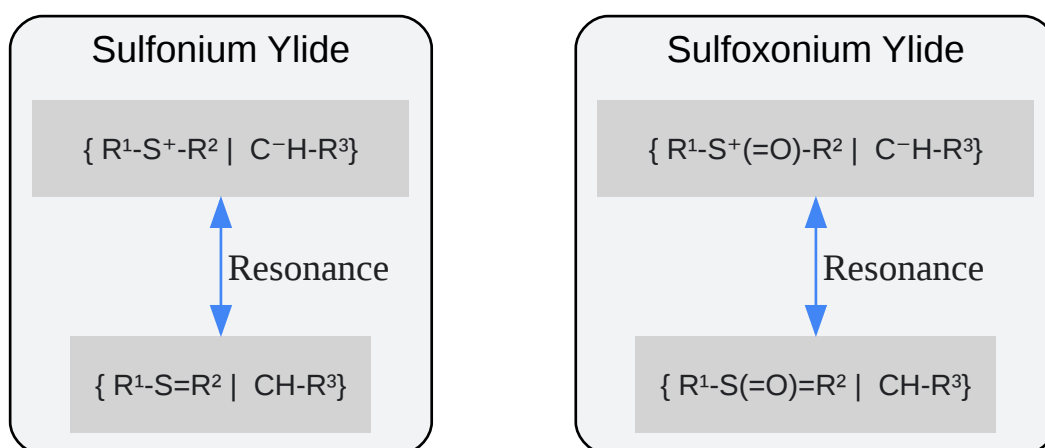 Sulfonium Ylide
{ R¹-S⁺-R² |  C⁻H-R³}
Resonance
{ R¹-S=R² |  CH-R³}
Sulfoxonium Ylide
{ R¹-S⁺(=O)-R² |  C⁻H-R³}
Resonance
{ R¹-S(=O)=R² |  CH-R³}